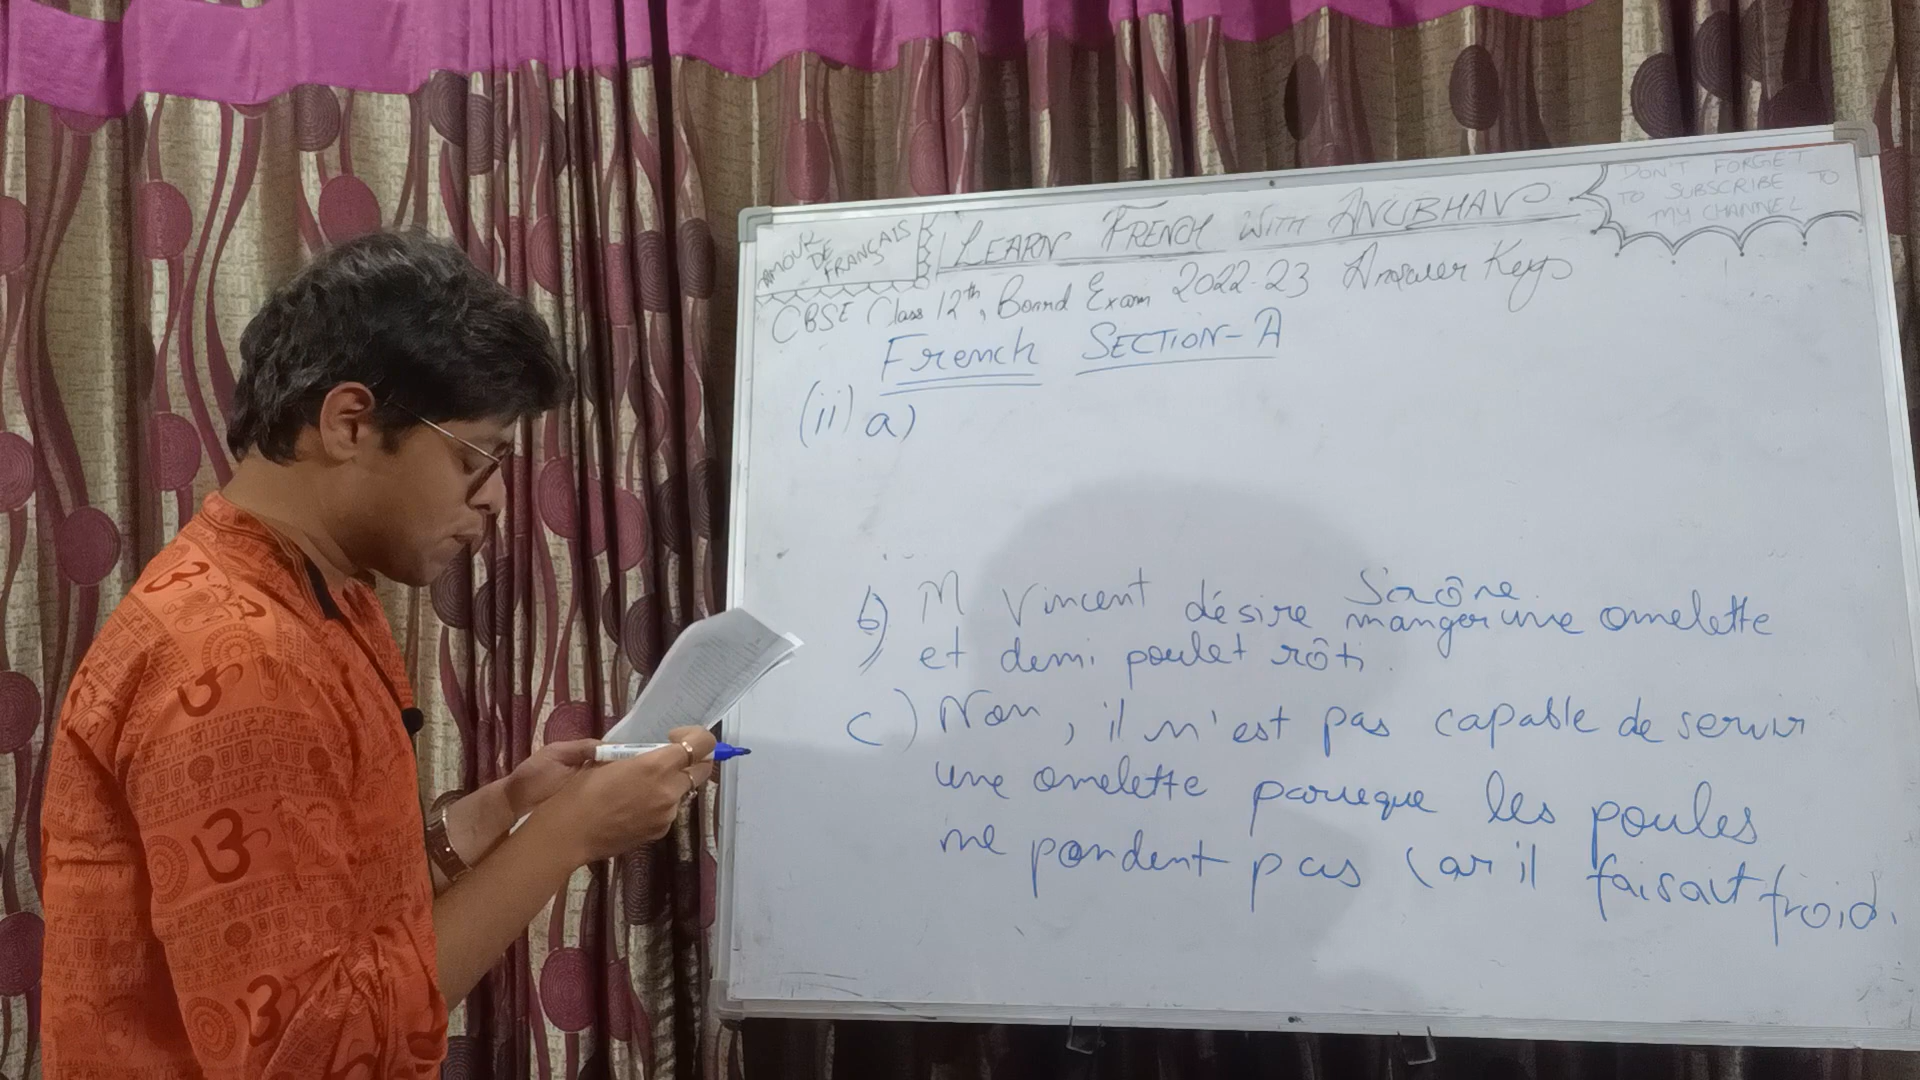 AMOUR
DE
FRANÇAIS
LEARN FRENCH WITH ANUBHAV
DON'T FORGET
TO SUBSCRIBE TO
MY CHANNEL
CBSE Class 12th, Board Exam 2022-23 Answer Keys
French SECTION-A
(ii) a)
Saône
b) M Vincent désire manger une omelette
et demi poulet rôti.
c) Non, il n'est pas capable de servir
une omelette parceque les poules
ne pondent pas car il faisait froid.